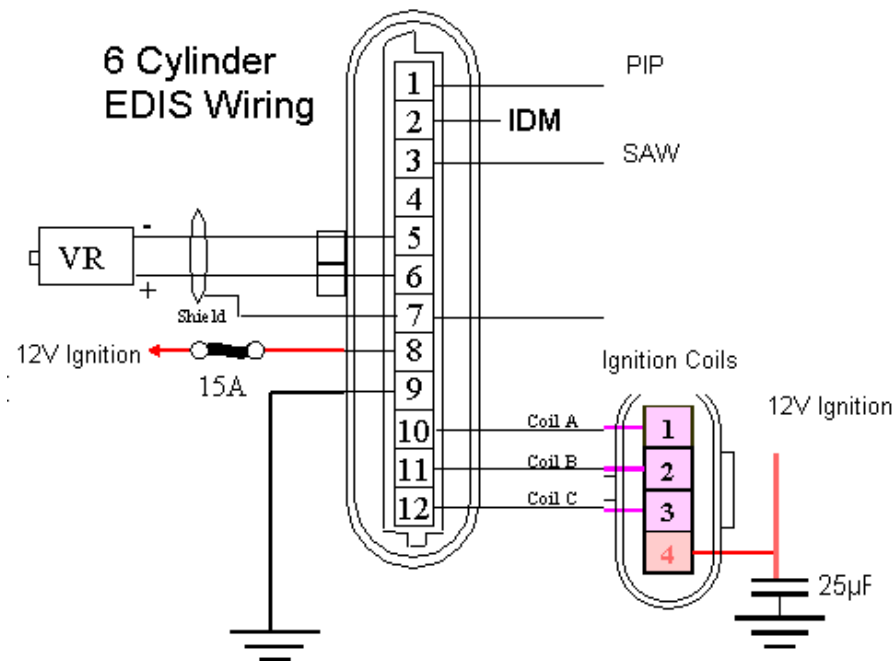 6 Cylinder
EDIS Wiring
PIP
IDM
SAW
1
2
3
4
5
6
7
8
9
10
11
12
-
VR
+
Shield
12V Ignition
15A
Ignition Coils
12V Ignition
Coil A
Coil B
Coil C
1
2
3
4
25µF